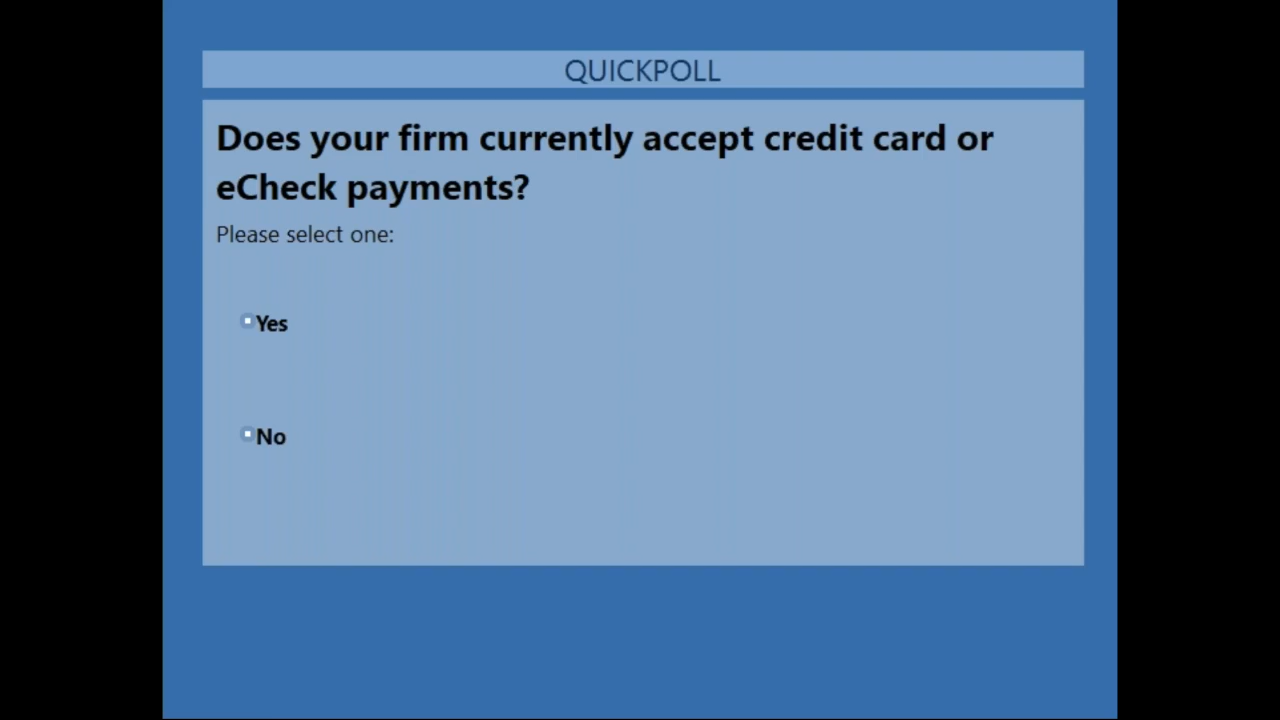 QUICKPOLL
Does your firm currently accept credit card or
eCheck payments?
Please select one:
Yes
No